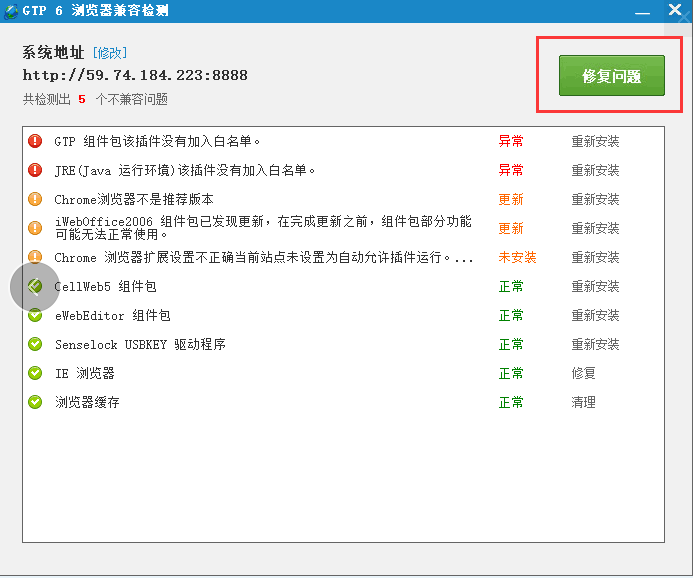 GTP 6 浏览器兼容检测
系统地址 [修改]
http://59.74.184.223:8888
共检测出 5 个不兼容问题
修复问题
GTP 组件包该插件没有加入白名单。 异常 重新安装
JRE(Java 运行环境)该插件没有加入白名单。 异常 重新安装
Chrome浏览器不是推荐版本 更新 重新安装
iWebOffice2006 组件包已发现更新，在完成更新之前，组件包部分功能
可能无法正常使用。 更新 重新安装
Chrome 浏览器扩展设置不正确当前站点未设置为自动允许插件运行。... 未安装 重新安装
CellWeb5 组件包 正常 重新安装
eWebEditor 组件包 正常 重新安装
Senselock USBKEY 驱动程序 正常 重新安装
IE 浏览器 正常 修复
浏览器缓存 正常 清理